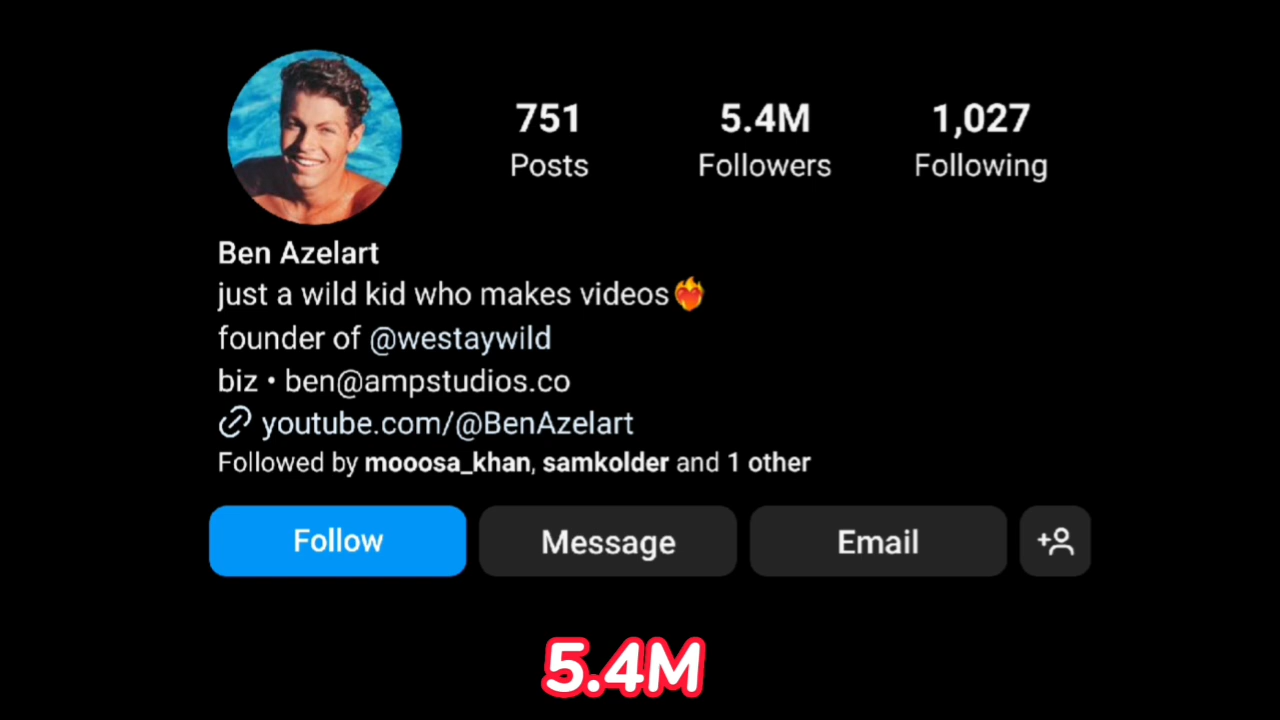 751 5.4M 1,027
Posts Followers Following
Ben Azelart
just a wild kid who makes videos❤️‍🔥
founder of @westaywild
biz • ben@ampstudios.co
youtube.com/@BenAzelart
Followed by mooosa_khan, samkolder and 1 other
Follow Message Email
5.4M